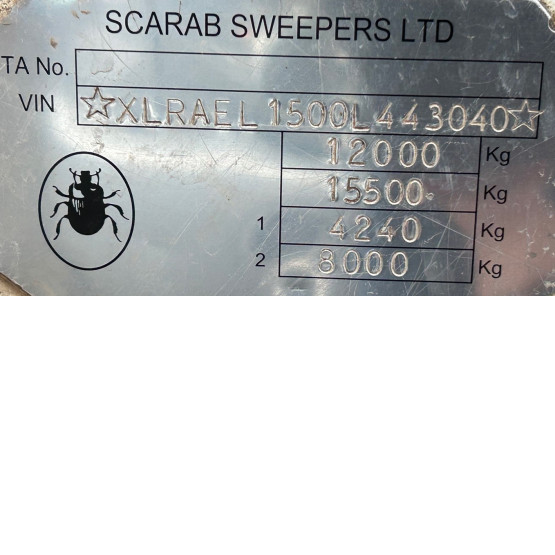 SCARAB SWEEPERS LTD
TA No.
VIN ☆XLRAEL1500L443040☆
12000 Kg
15500 Kg
1 4240 Kg
2 8000 Kg